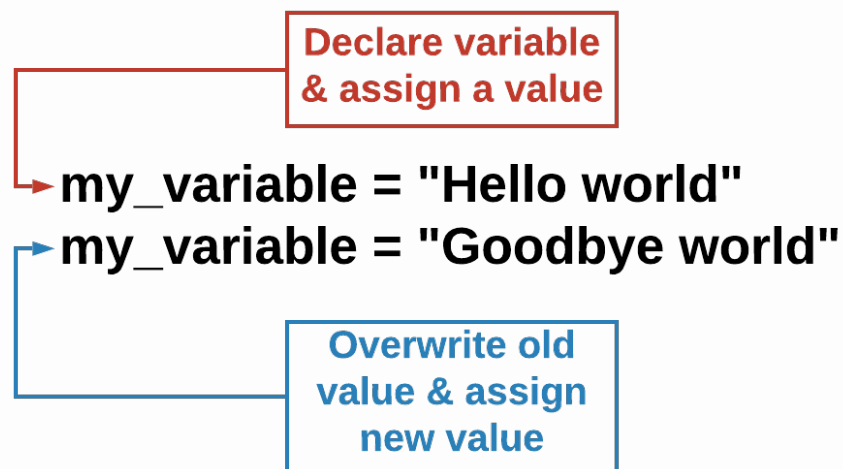 Declare variable
& assign a value
my_variable = "Hello world"
my_variable = "Goodbye world"
Overwrite old
value & assign
new value